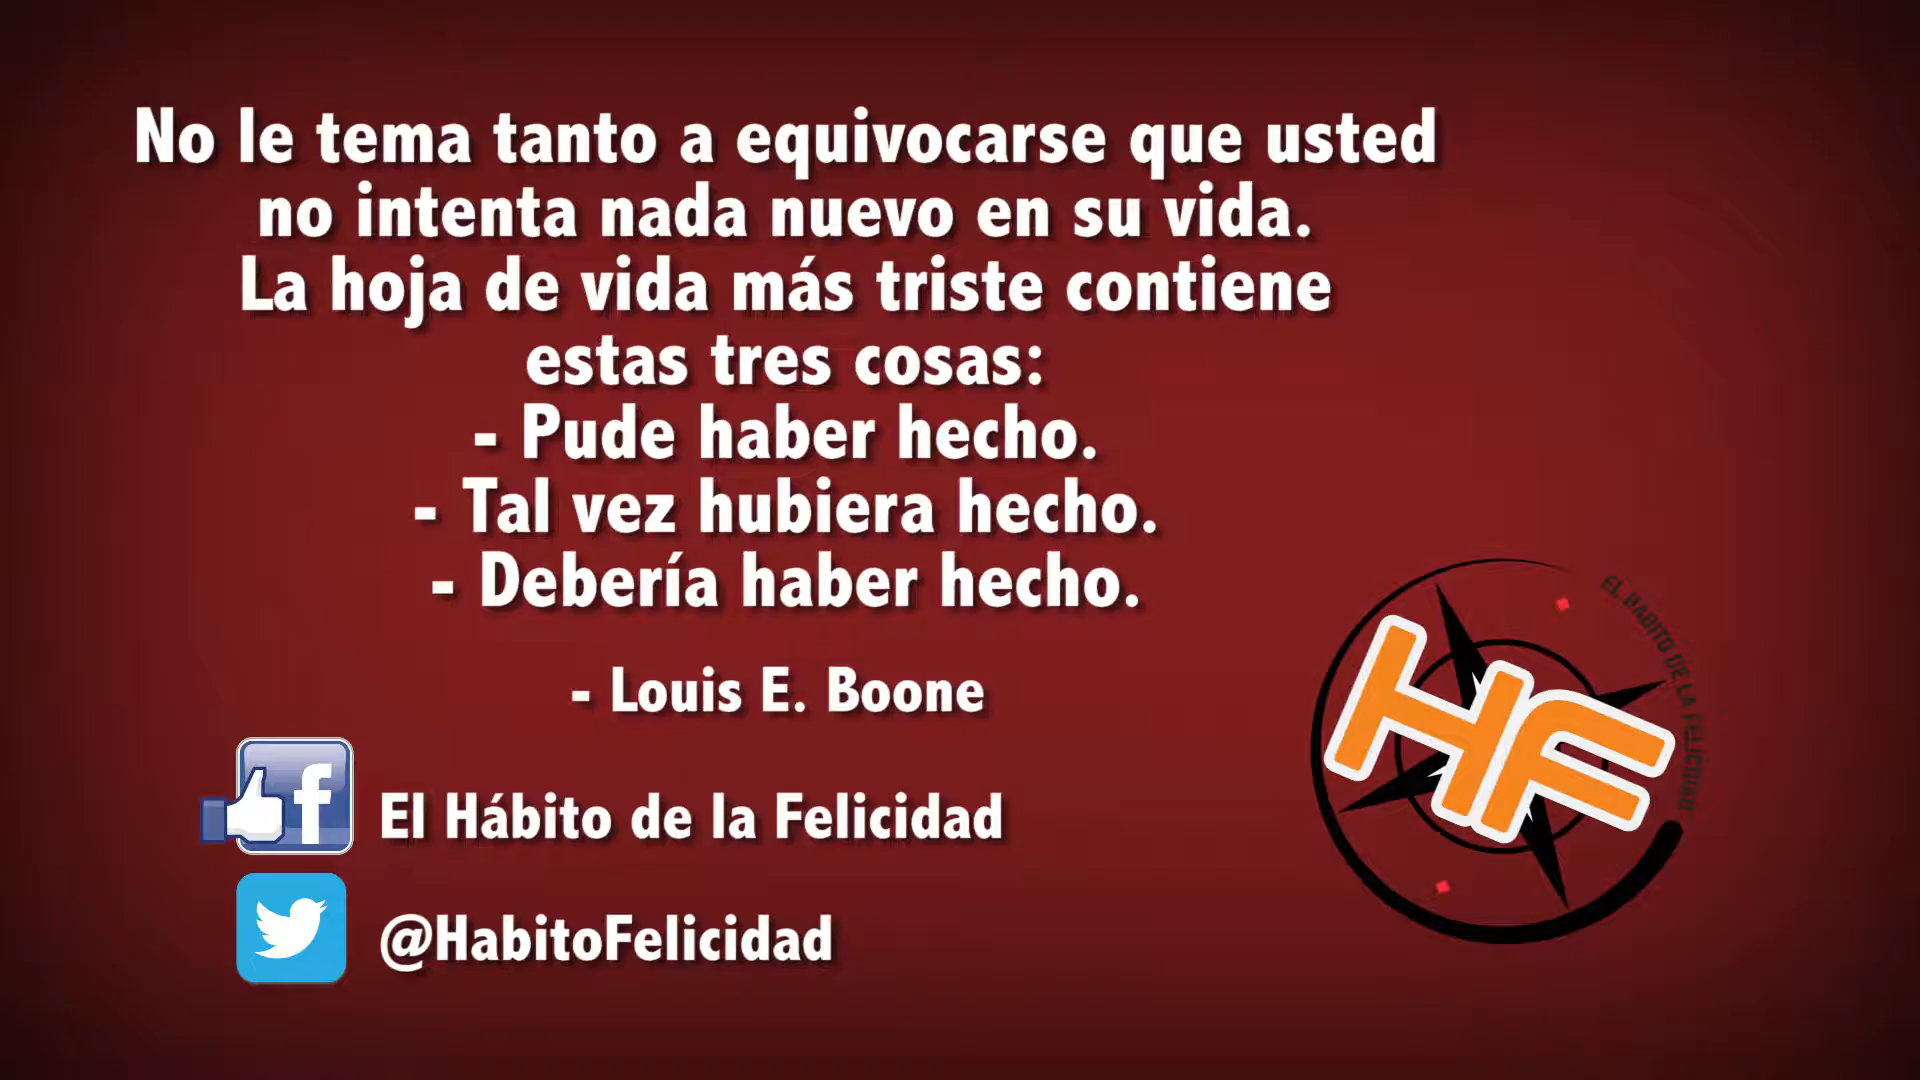 No le tema tanto a equivocarse que usted
no intenta nada nuevo en su vida.
La hoja de vida más triste contiene
estas tres cosas:
- Pude haber hecho.
- Tal vez hubiera hecho.
- Debería haber hecho.
- Louis E. Boone
f El Hábito de la Felicidad
@HabitoFelicidad
HF
EL HABITO DE LA FELICIDAD